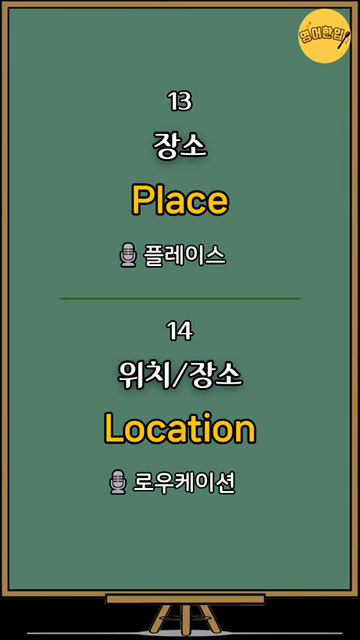 영어한입
13
장소
Place
플레이스
14
위치/장소
Location
로우케이션